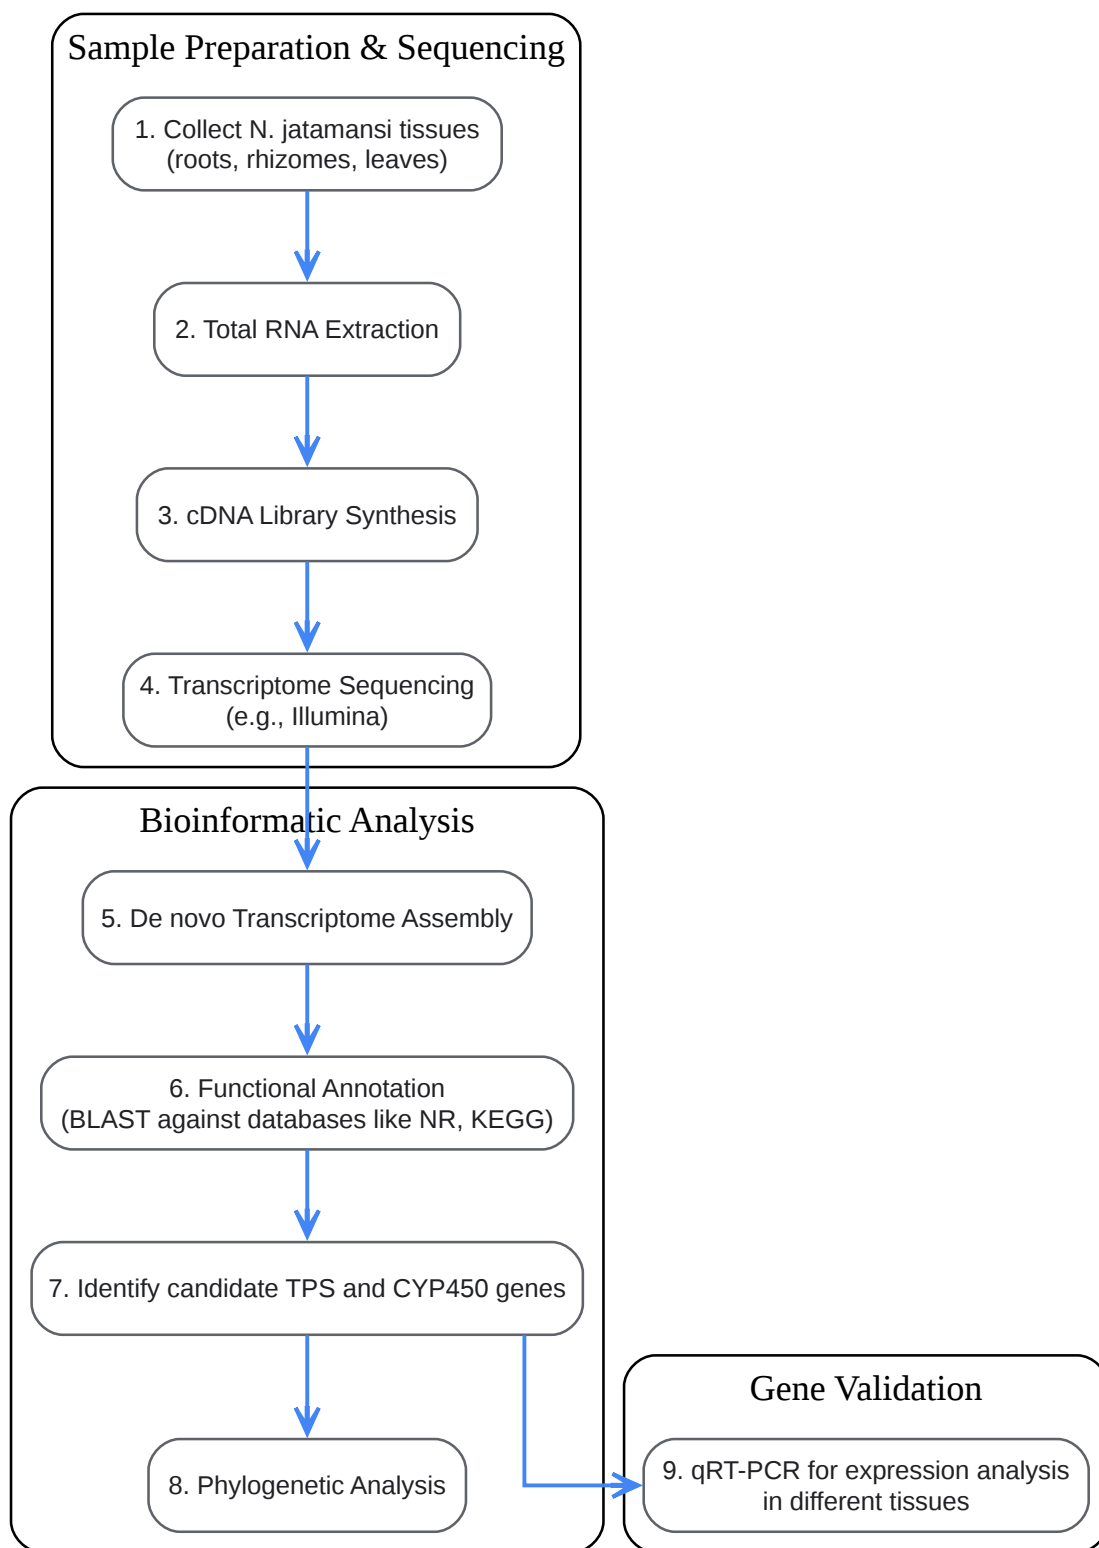 Sample Preparation & Sequencing
1. Collect N. jatamansi tissues
(roots, rhizomes, leaves)
2. Total RNA Extraction
3. cDNA Library Synthesis
4. Transcriptome Sequencing
(e.g., Illumina)
Bioinformatic Analysis
5. De novo Transcriptome Assembly
6. Functional Annotation
(BLAST against databases like NR, KEGG)
7. Identify candidate TPS and CYP450 genes
8. Phylogenetic Analysis
Gene Validation
9. qRT-PCR for expression analysis
in different tissues